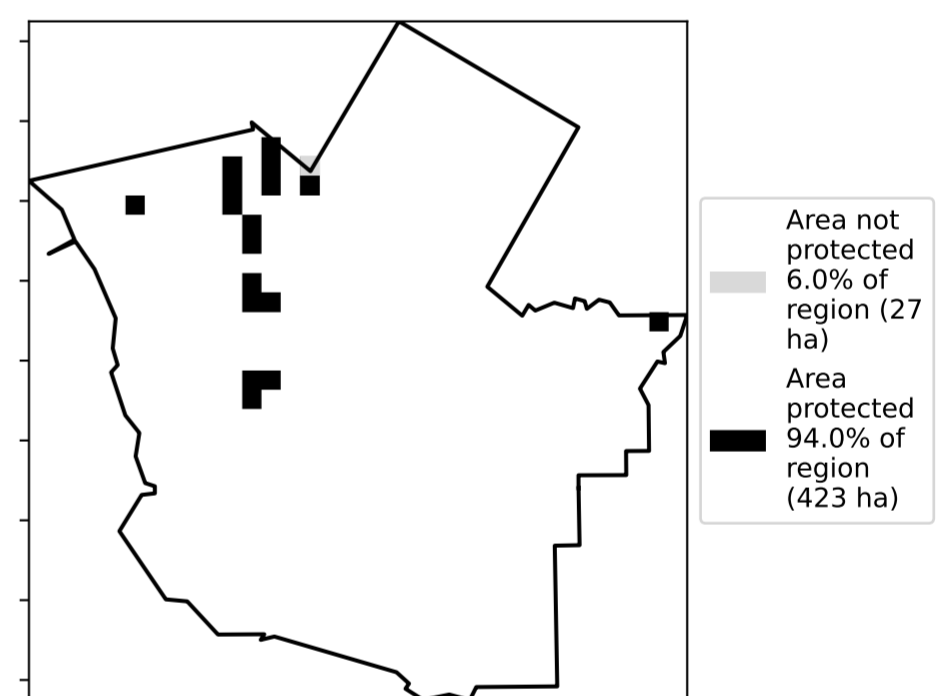 Area not
protected
6.0% of
region (27
ha)
Area
protected
94.0% of
region
(423 ha)